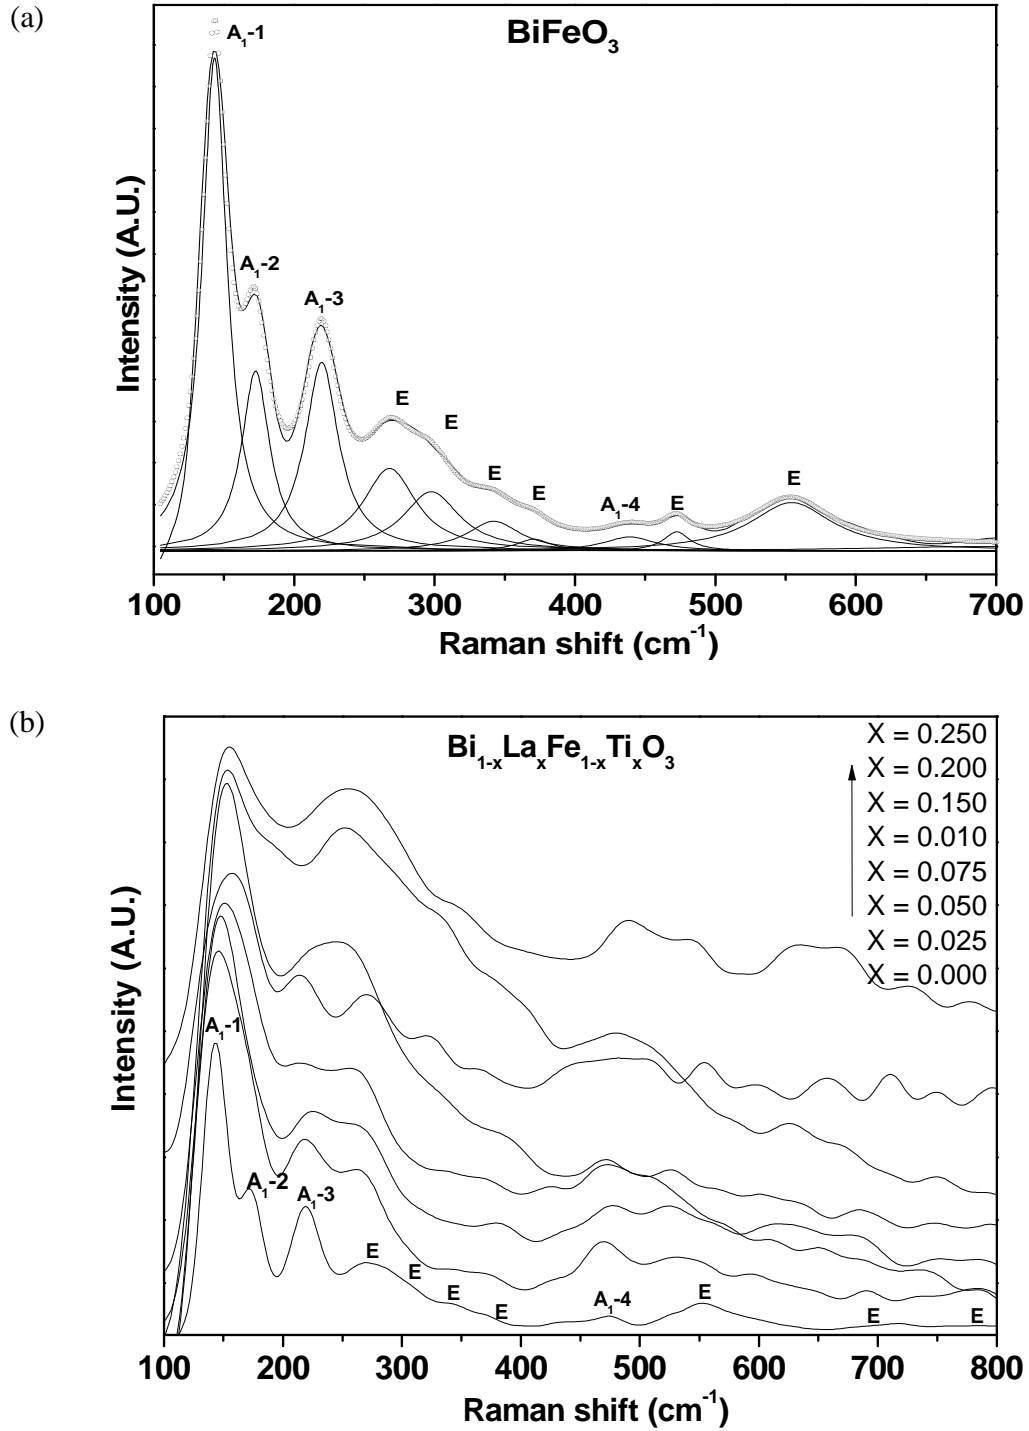 (a)
BiFeO₃
A₁-1
A₁-2
A₁-3
E
E
E
E
A₁-4
E
E
Intensity (A.U.)
100 200 300 400 500 600 700
Raman shift (cm⁻¹)
(b)
Bi₁₋ₓLaₓFe₁₋ₓTiₓO₃
X = 0.250
X = 0.200
X = 0.150
X = 0.010
X = 0.075
X = 0.050
X = 0.025
X = 0.000
A₁-1
A₁-2
A₁-3
E
E
E
E
A₁-4
E
E
E
Intensity (A.U.)
100 200 300 400 500 600 700 800
Raman shift (cm⁻¹)